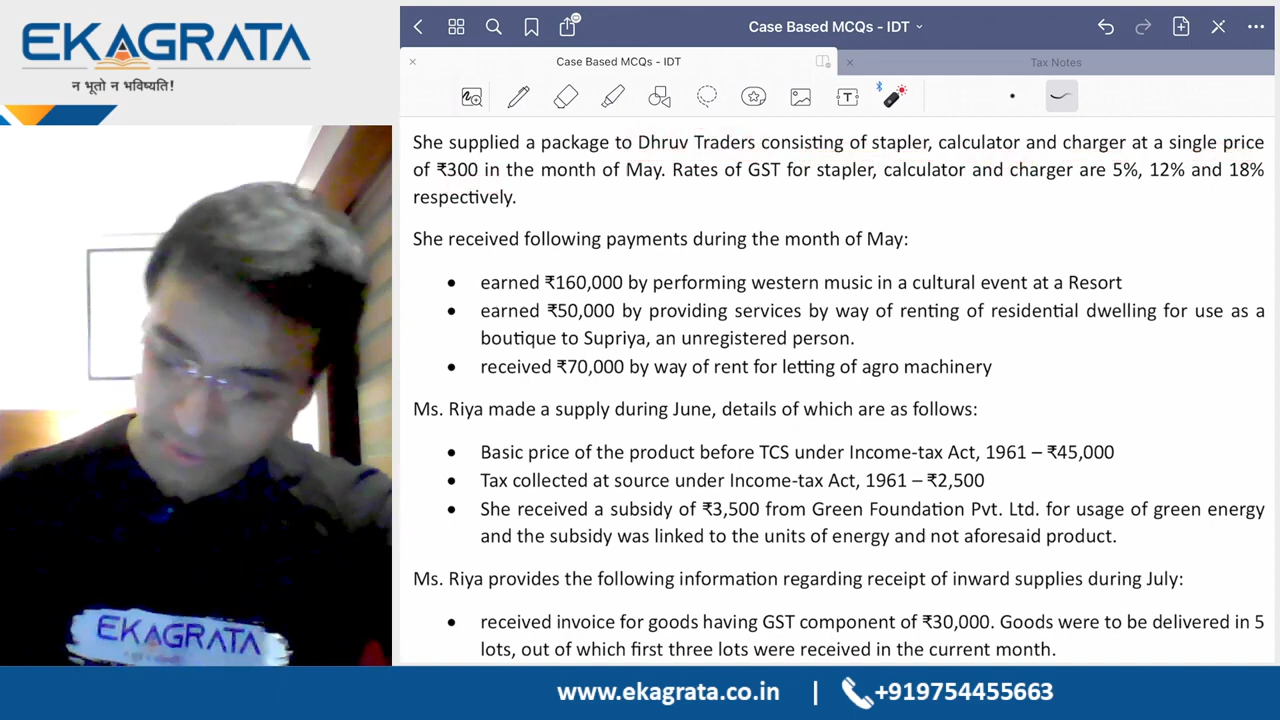 EKAGRATA
न भूतो न भविष्यति!
Case Based MCQs - IDT
Case Based MCQs - IDT
Tax Notes
She supplied a package to Dhruv Traders consisting of stapler, calculator and charger at a single price
of ₹300 in the month of May. Rates of GST for stapler, calculator and charger are 5%, 12% and 18%
respectively.
She received following payments during the month of May:
• earned ₹160,000 by performing western music in a cultural event at a Resort
• earned ₹50,000 by providing services by way of renting of residential dwelling for use as a
boutique to Supriya, an unregistered person.
• received ₹70,000 by way of rent for letting of agro machinery
Ms. Riya made a supply during June, details of which are as follows:
• Basic price of the product before TCS under Income-tax Act, 1961 – ₹45,000
• Tax collected at source under Income-tax Act, 1961 – ₹2,500
• She received a subsidy of ₹3,500 from Green Foundation Pvt. Ltd. for usage of green energy
and the subsidy was linked to the units of energy and not aforesaid product.
Ms. Riya provides the following information regarding receipt of inward supplies during July:
• received invoice for goods having GST component of ₹30,000. Goods were to be delivered in 5
lots, out of which first three lots were received in the current month.
EKAGRATA
www.ekagrata.co.in | +919754455663